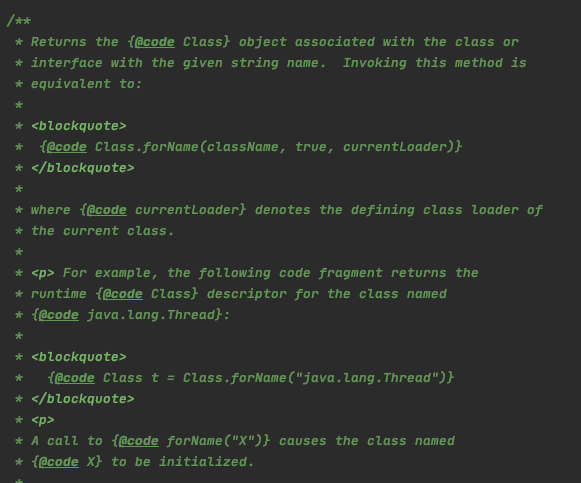 /**
* Returns the {@code Class} object associated with the class or
* interface with the given string name.  Invoking this method is
* equivalent to:
*
* <blockquote>
*  {@code Class.forName(className, true, currentLoader)}
* </blockquote>
*
* where {@code currentLoader} denotes the defining class loader of
* the current class.
*
* <p> For example, the following code fragment returns the
* runtime {@code Class} descriptor for the class named
* {@code java.lang.Thread}:
*
* <blockquote>
*   {@code Class t = Class.forName("java.lang.Thread")}
* </blockquote>
* <p>
* A call to {@code forName("X")} causes the class named
* {@code X} to be initialized.
*